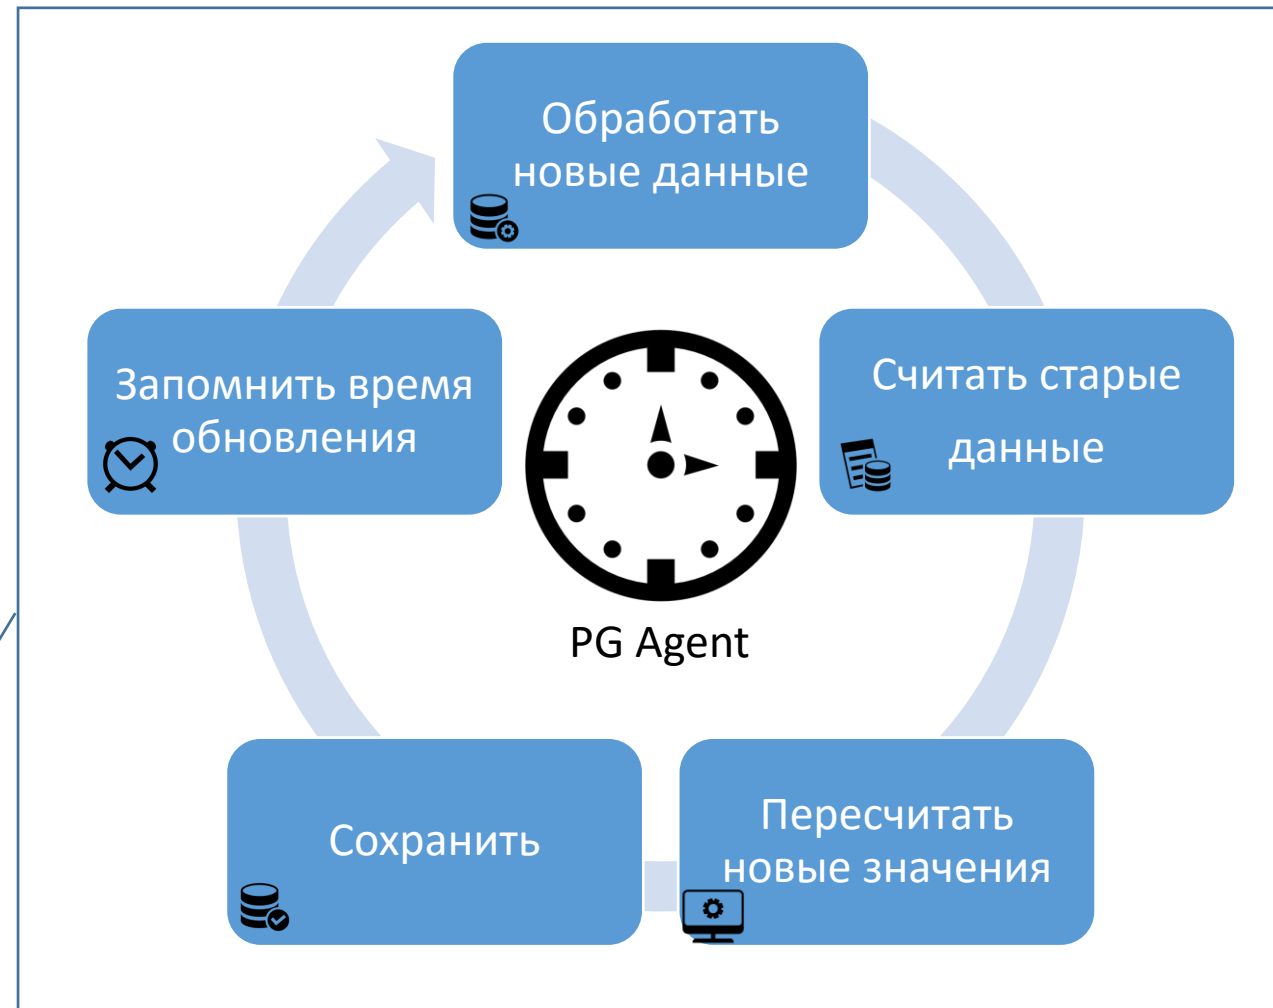 Обработать
новые данные
Считать старые
данные
Пересчитать
новые значения
Сохранить
Запомнить время
обновления
PG Agent